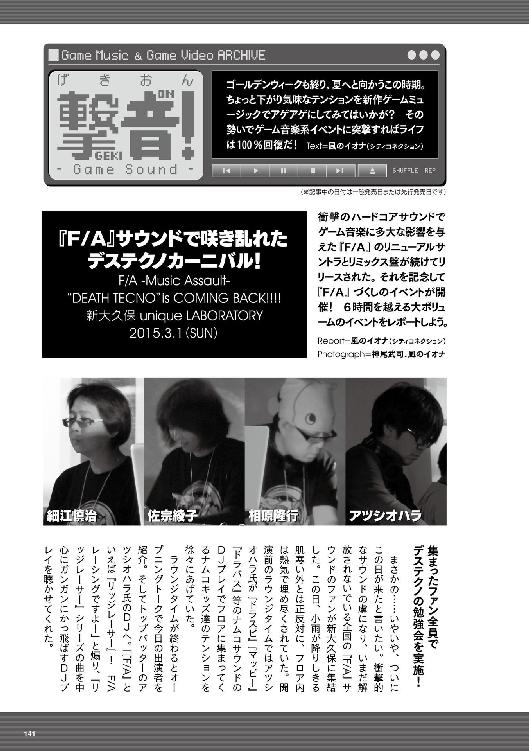 Game Music & Game Video ARCHIVE
げきおん
撃音!
ON
GEKI
- Game Sound -
ゴールデンウィークも終り、夏へと向かうこの時期。
ちょっと下がり気味なテンションを新作ゲームミュ
ージックでアゲアゲにしてみてはいかが？　その
勢いでゲーム音楽系イベントに突撃すればライフ
は100％回復だ！　Text=風のイオナ(シティコネクション)
SHUFFLE REP
(※記事中の日付は一般発売日または先行発売日です)
『F/A』サウンドで咲き乱れた
デステクノカーニバル！
F/A -Music Assault-
"DEATH TECNO" is COMING BACK!!!!
新大久保 unique LABORATORY
2015.3.1(SUN)
衝撃のハードコアサウンドで
ゲーム音楽に多大な影響を与
えた『F/A』のリニューアルサ
ントラとリミックス盤が続けてリ
リースされた。それを記念して
『F/A』づくしのイベントが開
催！　6時間を越える大ボリュ
ームのイベントをレポートしよう。
Report=風のイオナ(シティコネクション)
Photograph=樽尾武司、風のイオナ
細江慎治
佐宗綾子
相原隆行
アツシオハラ
集まったファン全員で
デステクノの勉強会を実施！
まさかの……いやいや、ついに
この日が来たと言いたい。衝撃的
なサウンドの虜になり、いまだ解
放されないでいる全国の『F/A』サ
ウンドのファンが新大久保に集結
した。この日、小雨が降りしきる
肌寒い外とは正反対に、フロア内
は熱気で埋め尽くされていた。開
演前のラウンジタイムではアツシ
オハラ氏が『ドルスピ』『マッピー』
『ドラバス』等のナムコサウンドの
DJプレイでフロアに集まってく
るナムコキッズ達のテンションを
徐々にあげていた。
ラウンジタイムが終わるとオー
プニングトークで今日の出演者を
紹介。そしてトップバッターのア
ツシオハラ氏のDJへ。「『F/A』と
いえば『リッジレーサー』！　F/A
レーシングですよー」と煽り、『リ
ッジレーサー』シリーズの曲を中
心にガンガンにかっ飛ばすDJプ
レイを聴かせてくれた。
141